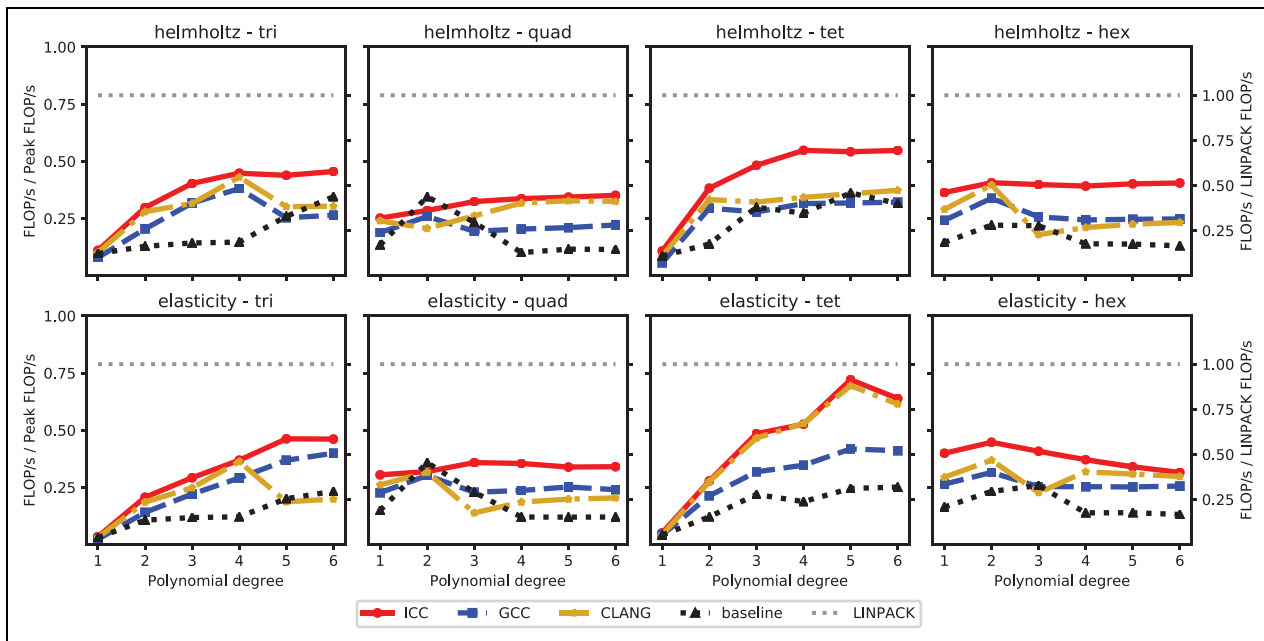 helmholtz - tri helmholtz - quad helmholtz - tet helmholtz - hex
1.00
0.75
0.50
0.25
FLOP/s / Peak FLOP/s
1.00
0.75
0.50
0.25
FLOP/s / LINPACK FLOP/s
elasticity - tri elasticity - quad elasticity - tet elasticity - hex
1.00
0.75
0.50
0.25
FLOP/s / Peak FLOP/s
1.00
0.75
0.50
0.25
FLOP/s / LINPACK FLOP/s
1 2 3 4 5 6 1 2 3 4 5 6 1 2 3 4 5 6 1 2 3 4 5 6
Polynomial degree Polynomial degree Polynomial degree Polynomial degree
ICC GCC CLANG baseline LINPACK